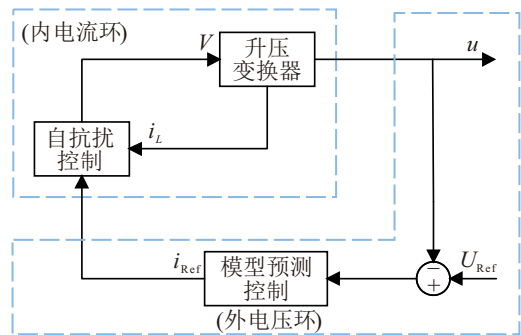 (内电流环)
V
升压
变换器
u
自抗扰
控制
i_L
i_Ref
模型预测
控制
−
+
U_Ref
(外电压环)